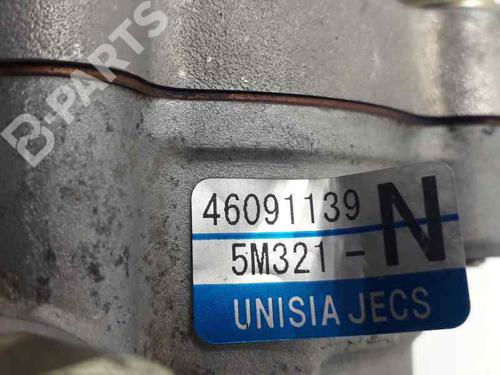 B-PARTS
46091139
5M321- N
UNISIA JECS